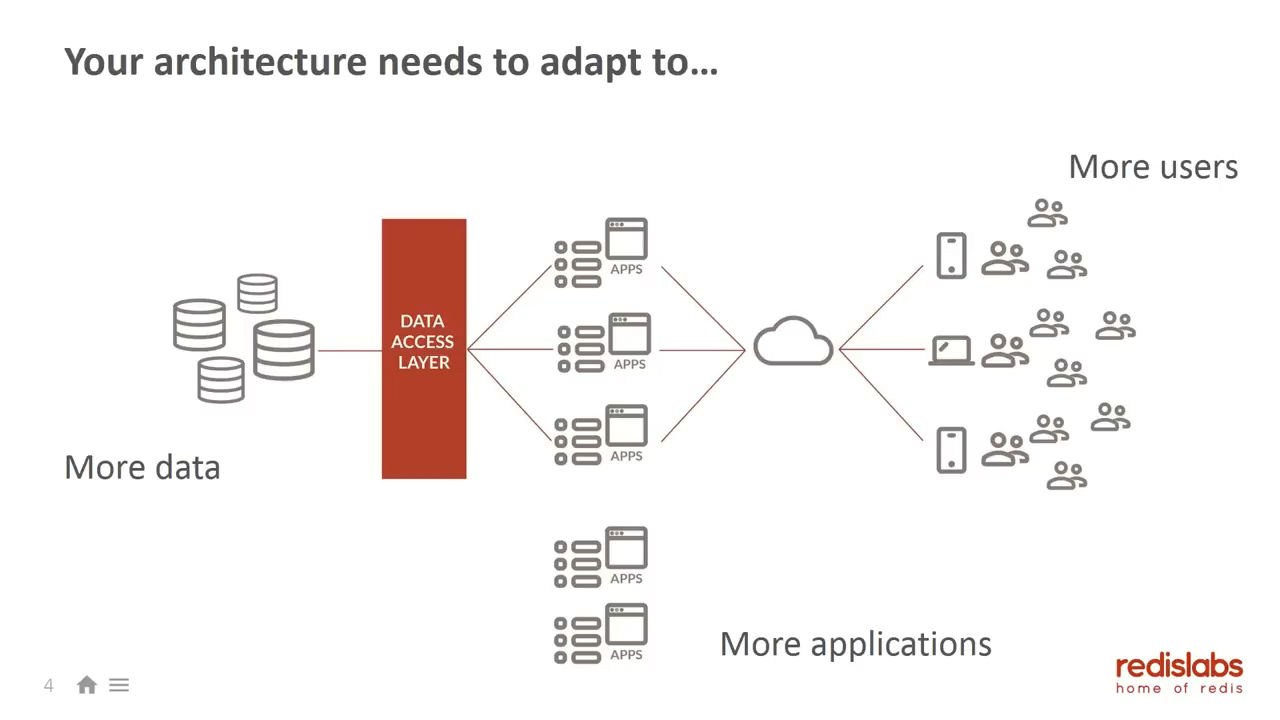 Your architecture needs to adapt to…
More users
APPS
DATA
ACCESS
LAYER
APPS
APPS
More data
APPS
APPS
More applications
redislabs
home of redis
4